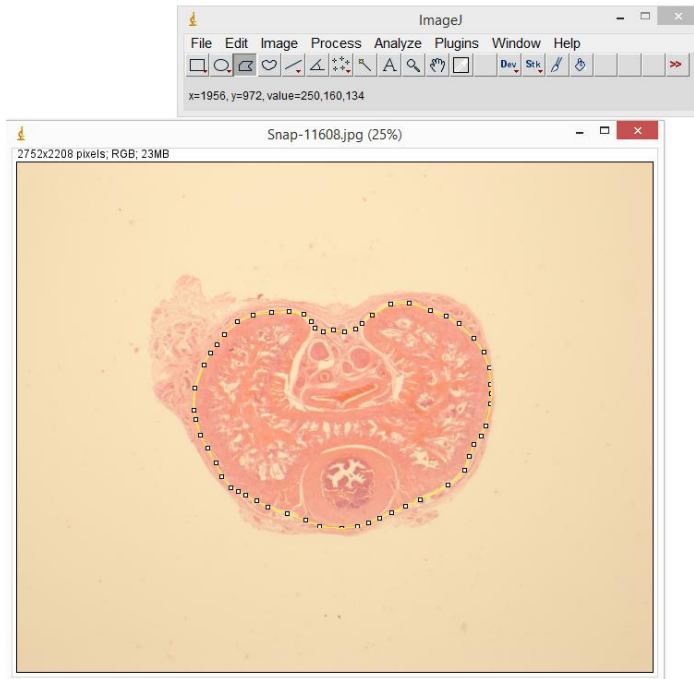 ImageJ
File Edit Image Process Analyze Plugins Window Help
A Dev Stk >>
x=1956, y=972, value=250,160,134
Snap-11608.jpg (25%)
2752x2208 pixels; RGB; 23MB